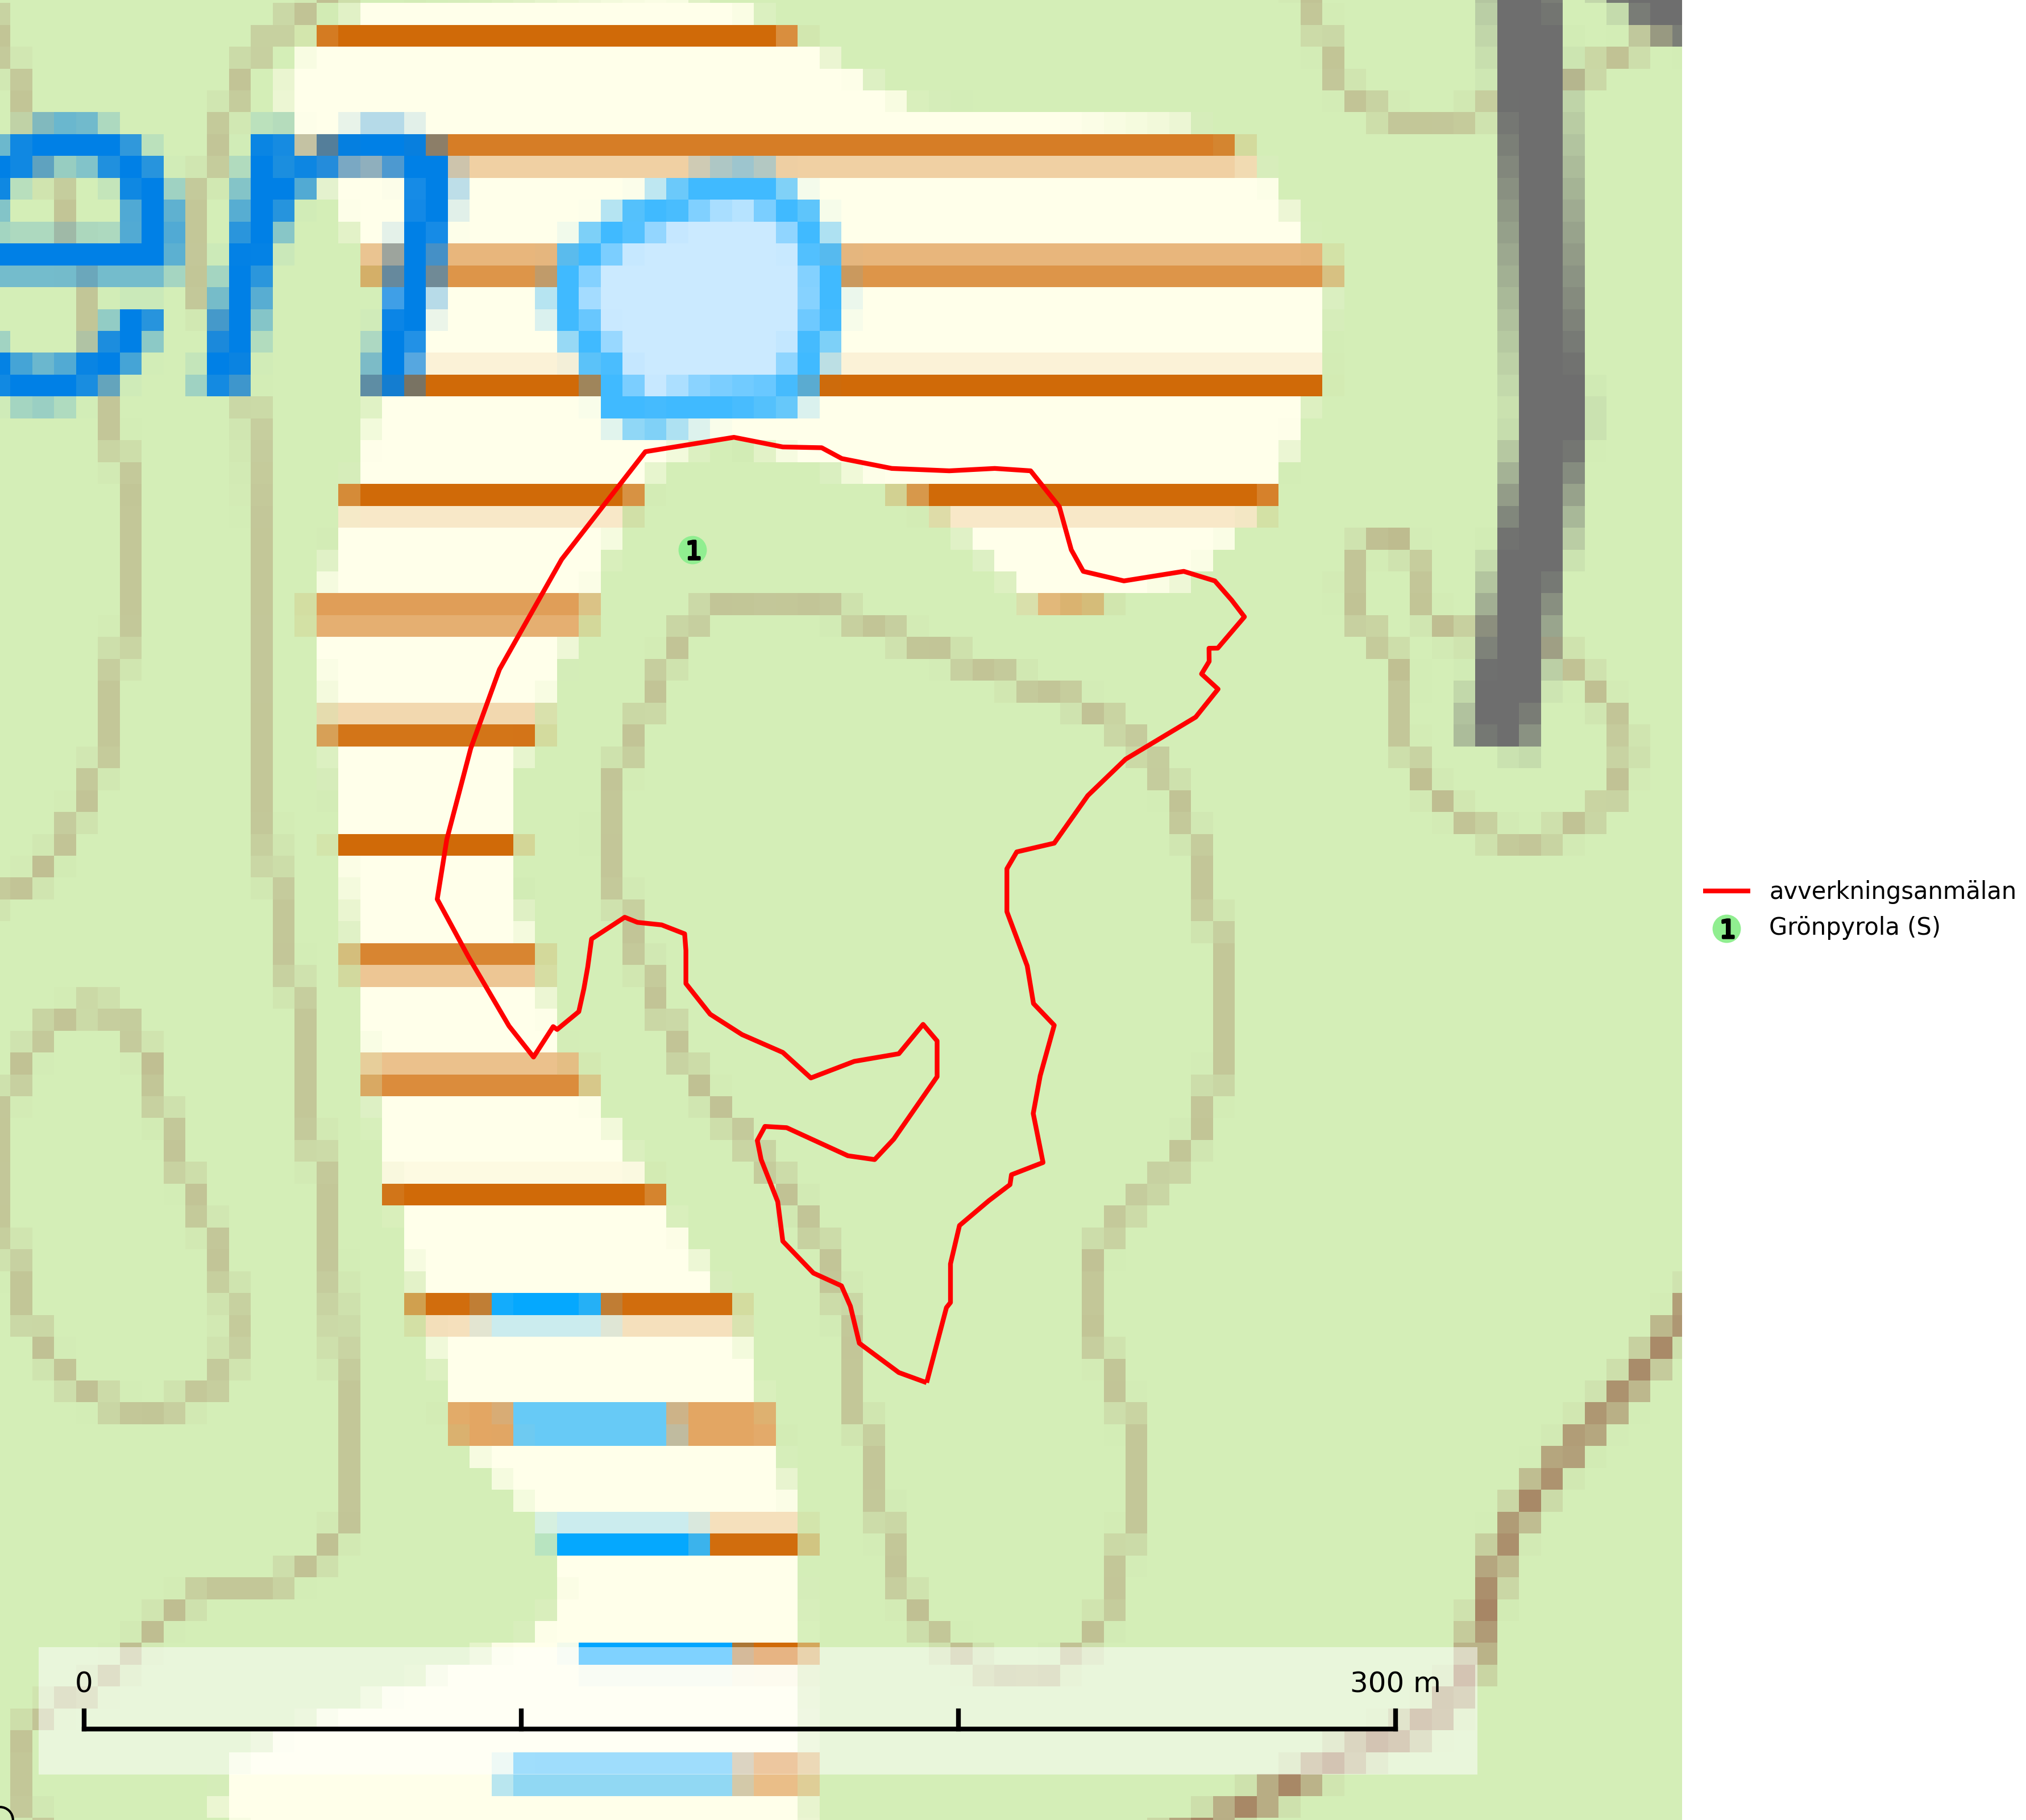 1
avverkningsanmälan
1 Grönpyrola (S)
0 300 m